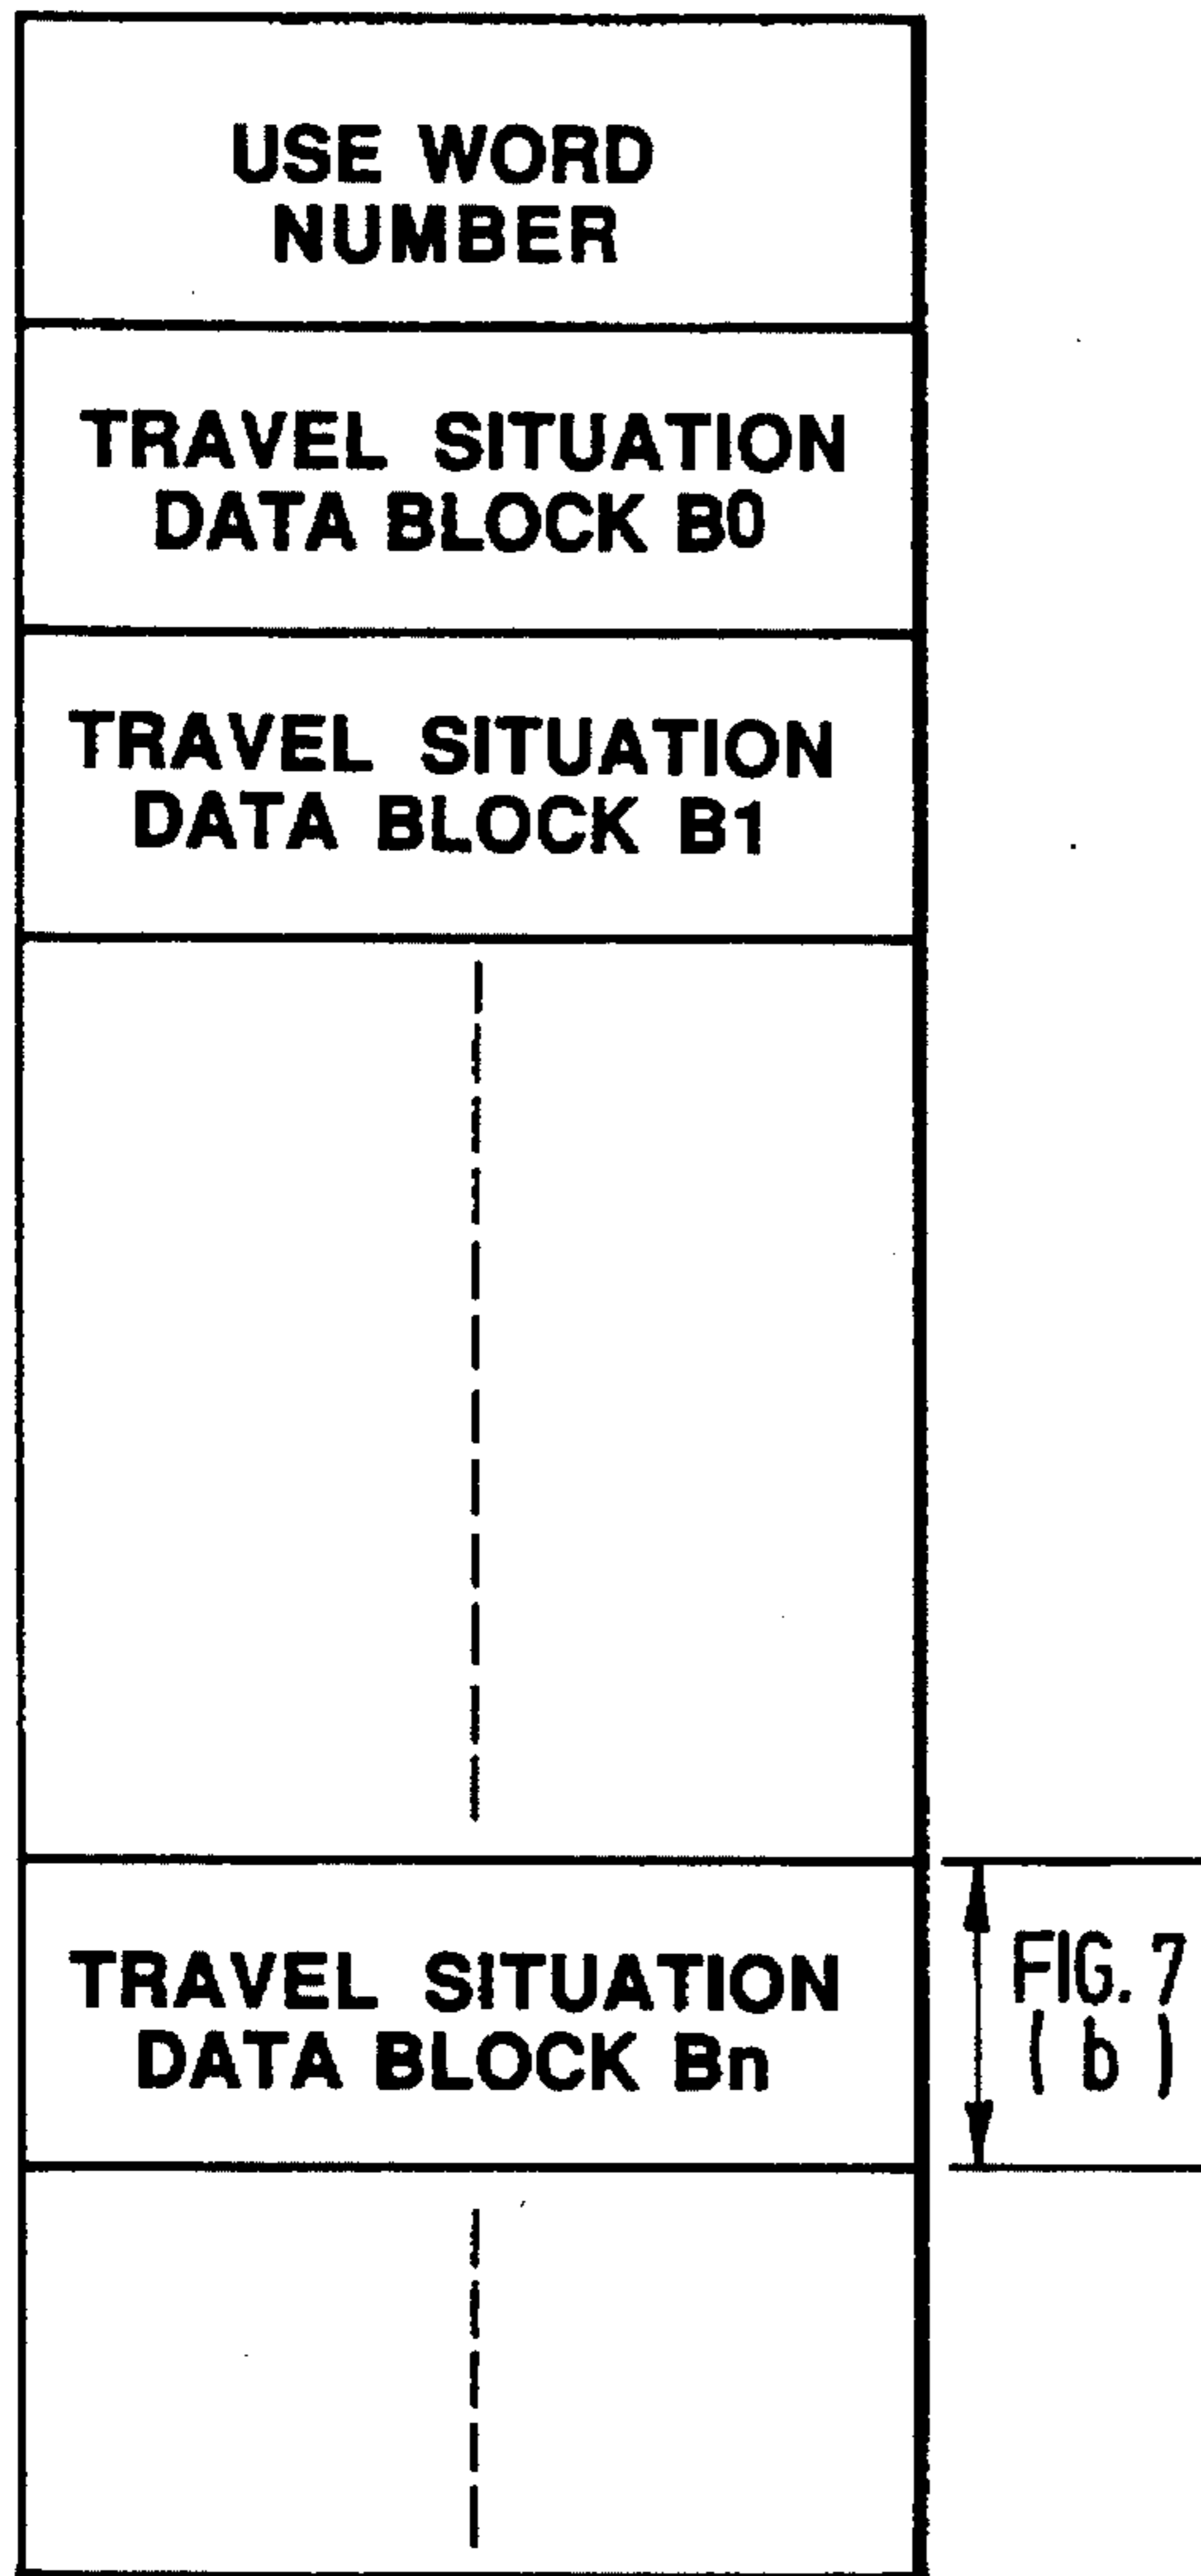 USE WORD
NUMBER
TRAVEL SITUATION
DATA BLOCK B0
TRAVEL SITUATION
DATA BLOCK B1
TRAVEL SITUATION
DATA BLOCK Bn
FIG. 7
( b )